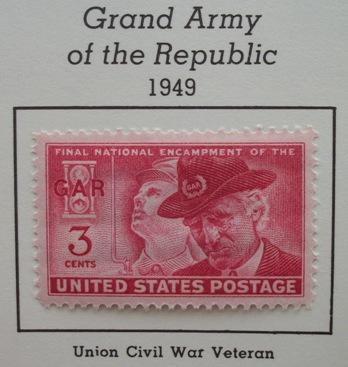 Grand Army
of the Republic
1949
FINAL NATIONAL ENCAMPMENT OF THE
GAR
GAR
3
CENTS
UNITED STATES POSTAGE
Union Civil War Veteran